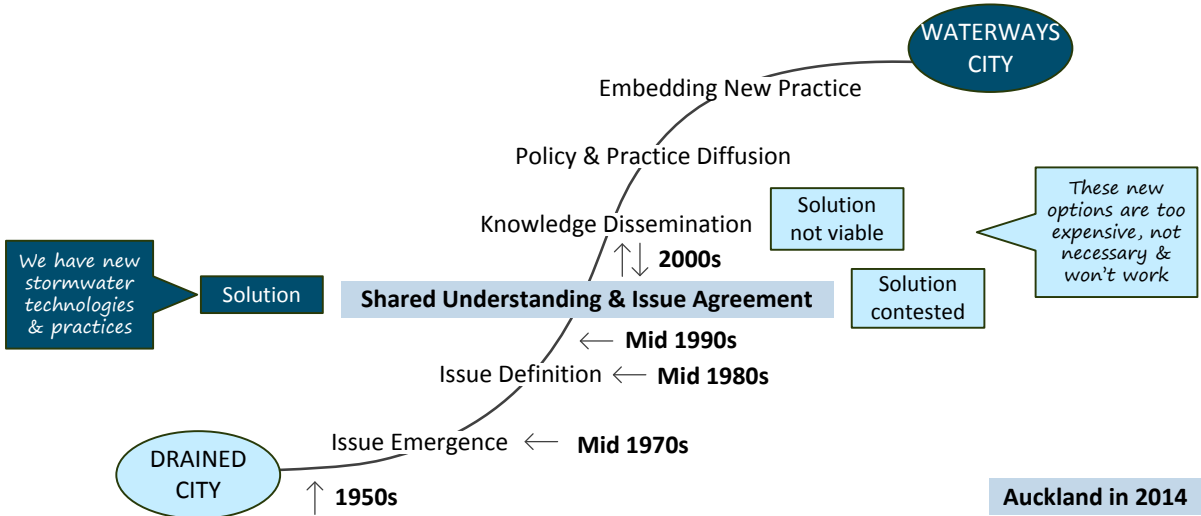 WATERWAYS
CITY
Embedding New Practice
Policy & Practice Diffusion
Knowledge Dissemination
Solution
not viable
These new
options are too
expensive, not
necessary &
won't work
2000s
We have new
stormwater
technologies
& practices
Solution
Shared Understanding & Issue Agreement
Solution
contested
Mid 1990s
Issue Definition
Mid 1980s
Issue Emergence
Mid 1970s
DRAINED
CITY
1950s
Auckland in 2014